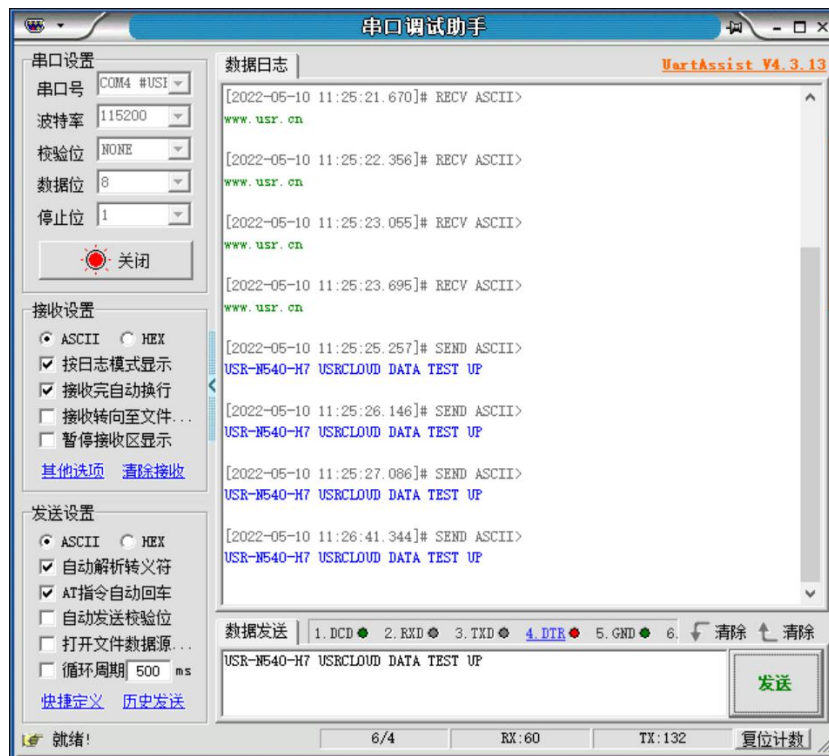 串口调试助手
串口设置
串口号 COM4 #USI
波特率 115200
校验位 NONE
数据位 8
停止位 1
关闭
接收设置
ASCII HEX
按日志模式显示
接收完自动换行
接收转向至文件...
暂停接收区显示
其他选项 清除接收
发送设置
ASCII HEX
自动解析转义符
AT指令自动回车
自动发送校验位
打开文件数据源...
循环周期 500 ms
快捷定义 历史发送
数据日志 UartAssist V4.3.13
[2022-05-10 11:25:21.670]# RECV ASCII>
www.usr.cn
[2022-05-10 11:25:22.356]# RECV ASCII>
www.usr.cn
[2022-05-10 11:25:23.055]# RECV ASCII>
www.usr.cn
[2022-05-10 11:25:23.695]# RECV ASCII>
www.usr.cn
[2022-05-10 11:25:25.257]# SEND ASCII>
USR-N540-H7 USRCLOUD DATA TEST UP
[2022-05-10 11:25:26.146]# SEND ASCII>
USR-N540-H7 USRCLOUD DATA TEST UP
[2022-05-10 11:25:27.086]# SEND ASCII>
USR-N540-H7 USRCLOUD DATA TEST UP
[2022-05-10 11:26:41.344]# SEND ASCII>
USR-N540-H7 USRCLOUD DATA TEST UP
数据发送 1.DCD 2.RXD 3.TXD 4.DTR 5.GND 6. 清除 清除
USR-N540-H7 USRCLOUD DATA TEST UP
发送
就绪! 6/4 RX:60 TX:132 复位计数